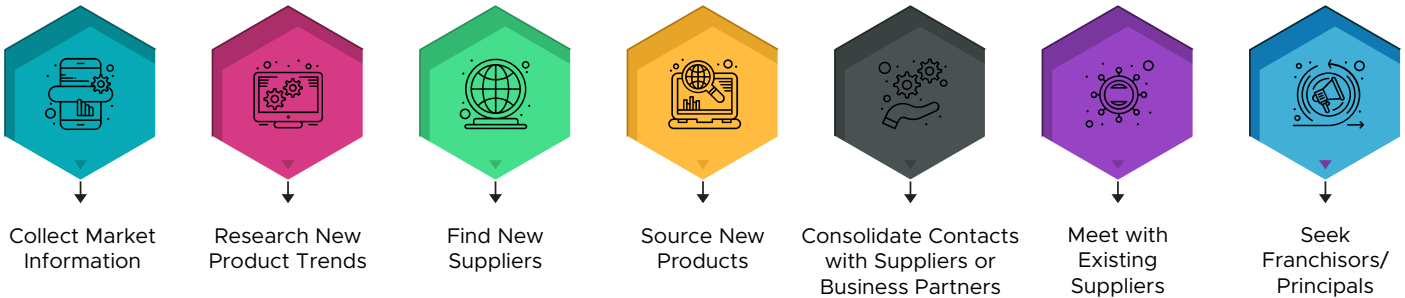 Collect Market
Information
Research New
Product Trends
Find New
Suppliers
Source New
Products
Consolidate Contacts
with Suppliers or
Business Partners
Meet with
Existing
Suppliers
Seek
Franchisors/
Principals